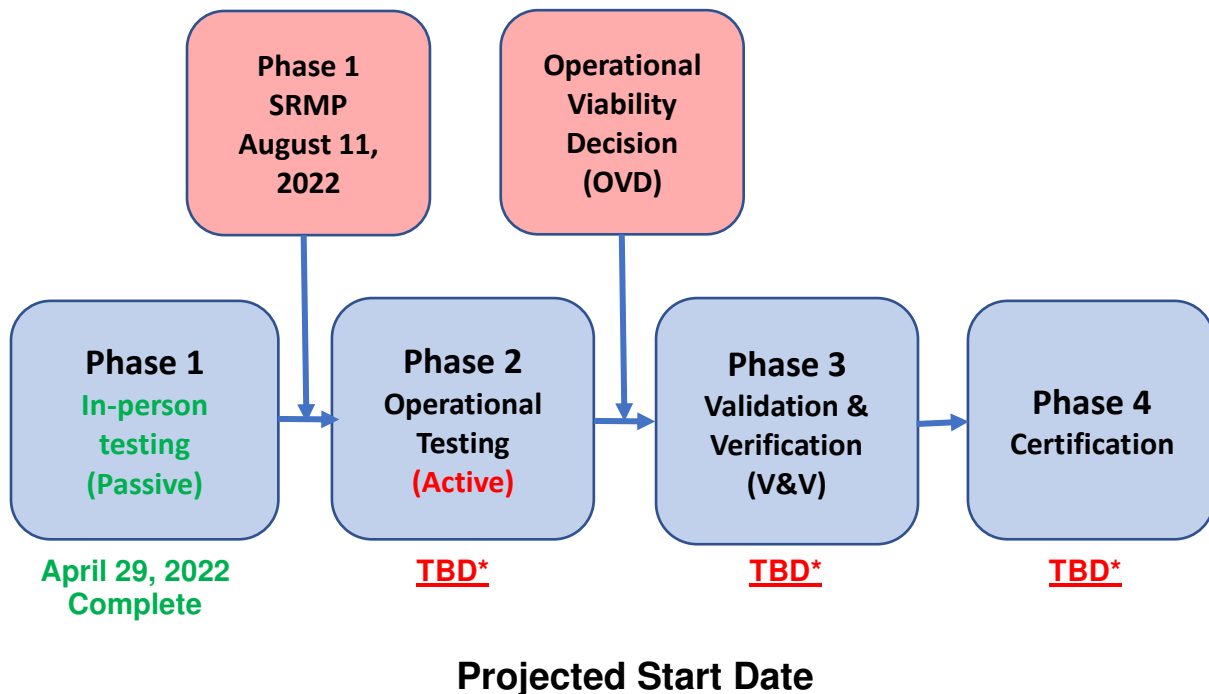 Phase 1
SRMP
August 11,
2022
Operational
Viability
Decision
(OVD)
Phase 1
In-person
testing
(Passive)
Phase 2
Operational
Testing
(Active)
Phase 3
Validation &
Verification
(V&V)
Phase 4
Certification
April 29, 2022
Complete
TBD*
TBD*
TBD*
Projected Start Date